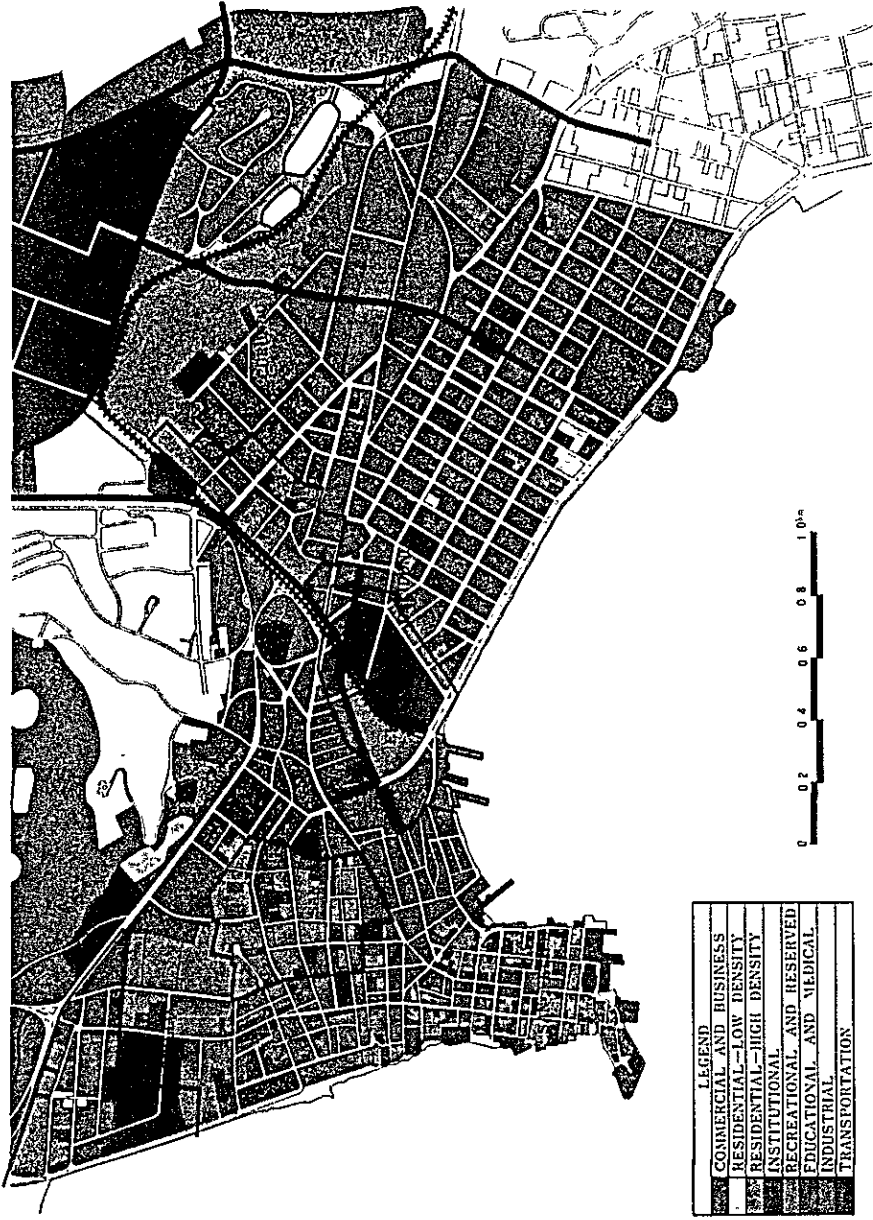 0 0 2 0 4 0 6 0 8 1 0km
LEGEND
COMMERCIAL AND BUSINESS
RESIDENTIAL-LOW DENSITY
RESIDENTIAL-HIGH DENSITY
INSTITUTIONAL
RECREATIONAL AND RESERVED
EDUCATIONAL AND MEDICAL
INDUSTRIAL
TRANSPORTATION